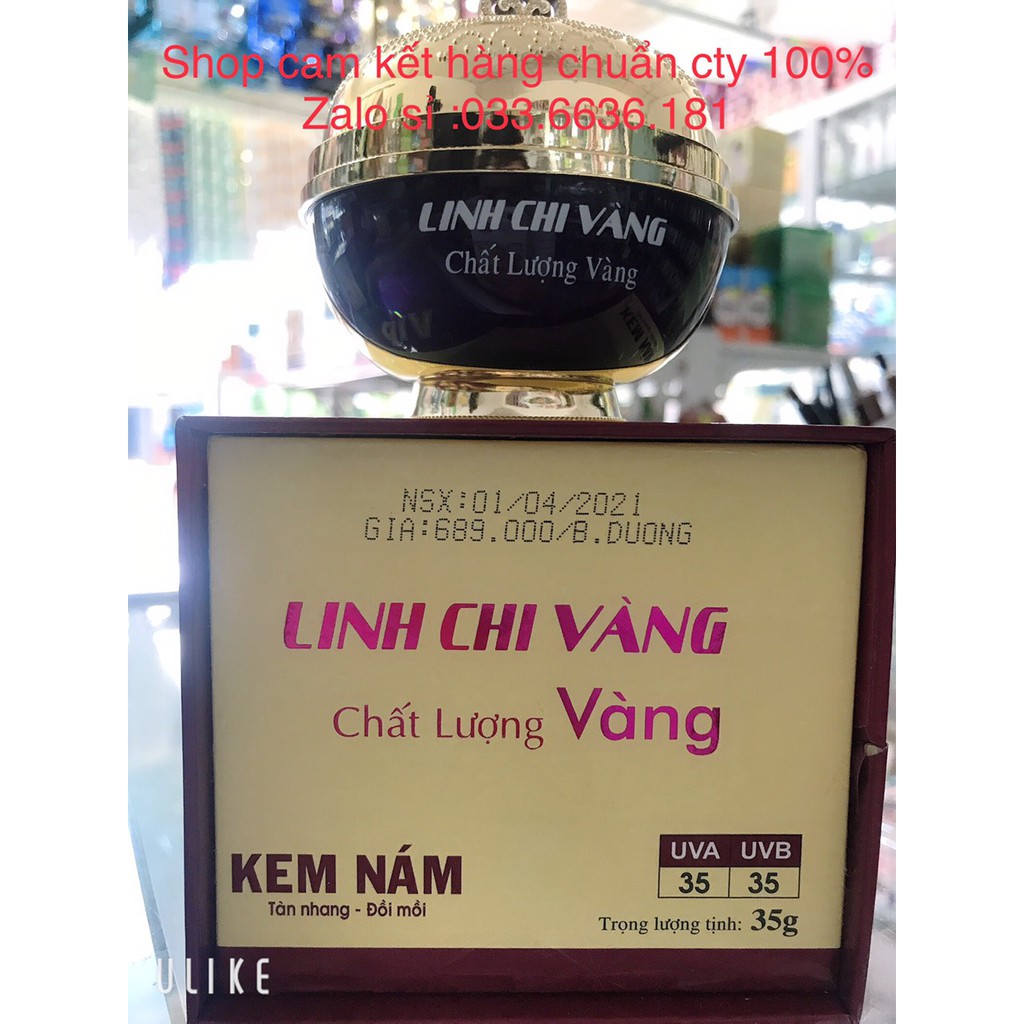 Shop cam kết hàng chuẩn cty 100%
Zalo sỉ :033.6636.181
LINH CHI VÀNG
Chất Lượng Vàng
NSX:01/04/2021
GIA:689.000/B.DUONG
LINH CHI VÀNG
Chất Lượng Vàng
KEM NÁM
Tàn nhang - Đồi mồi
UVA UVB
35 35
Trọng lượng tịnh: 35g
ULIKE